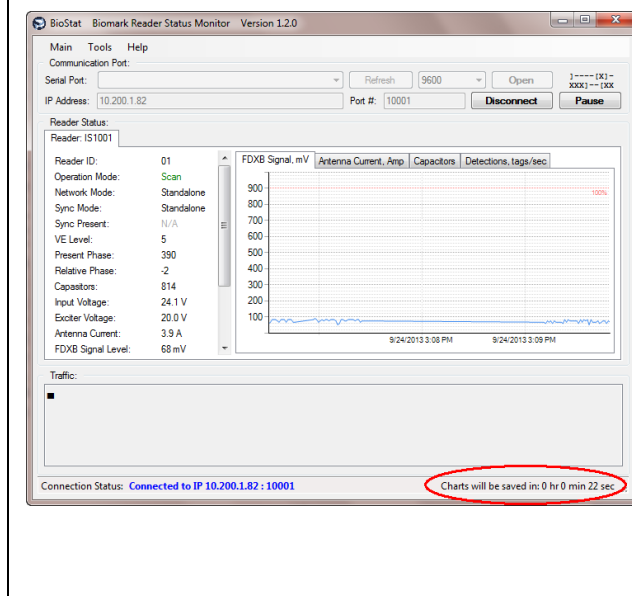 BioStat Biomark Reader Status Monitor Version 1.2.0
Main Tools Help
Communication Port:
Serial Port: Refresh 9600 Open ]----[X]-
XXX]--[XX
IP Address: 10.200.1.82 Port #: 10001 Disconnect Pause
Reader Status:
Reader: IS1001
FDXB Signal, mV Antenna Current, Amp Capacitors Detections, tags/sec
Reader ID: 01
Operation Mode: Scan
Network Mode: Standalone
Sync Mode: Standalone
Sync Present: N/A
VE Level: 5
Present Phase: 390
Relative Phase: -2
Capasitors: 814
Input Voltage: 24.1 V
Exciter Voltage: 20.0 V
Antenna Current: 3.9 A
FDXB Signal Level: 68 mV
900
100%
800
700
600
500
400
300
200
100
9/24/2013 3:08 PM 9/24/2013 3:09 PM
Traffic:
Connection Status: Connected to IP 10.200.1.82 : 10001 Charts will be saved in: 0 hr 0 min 22 sec